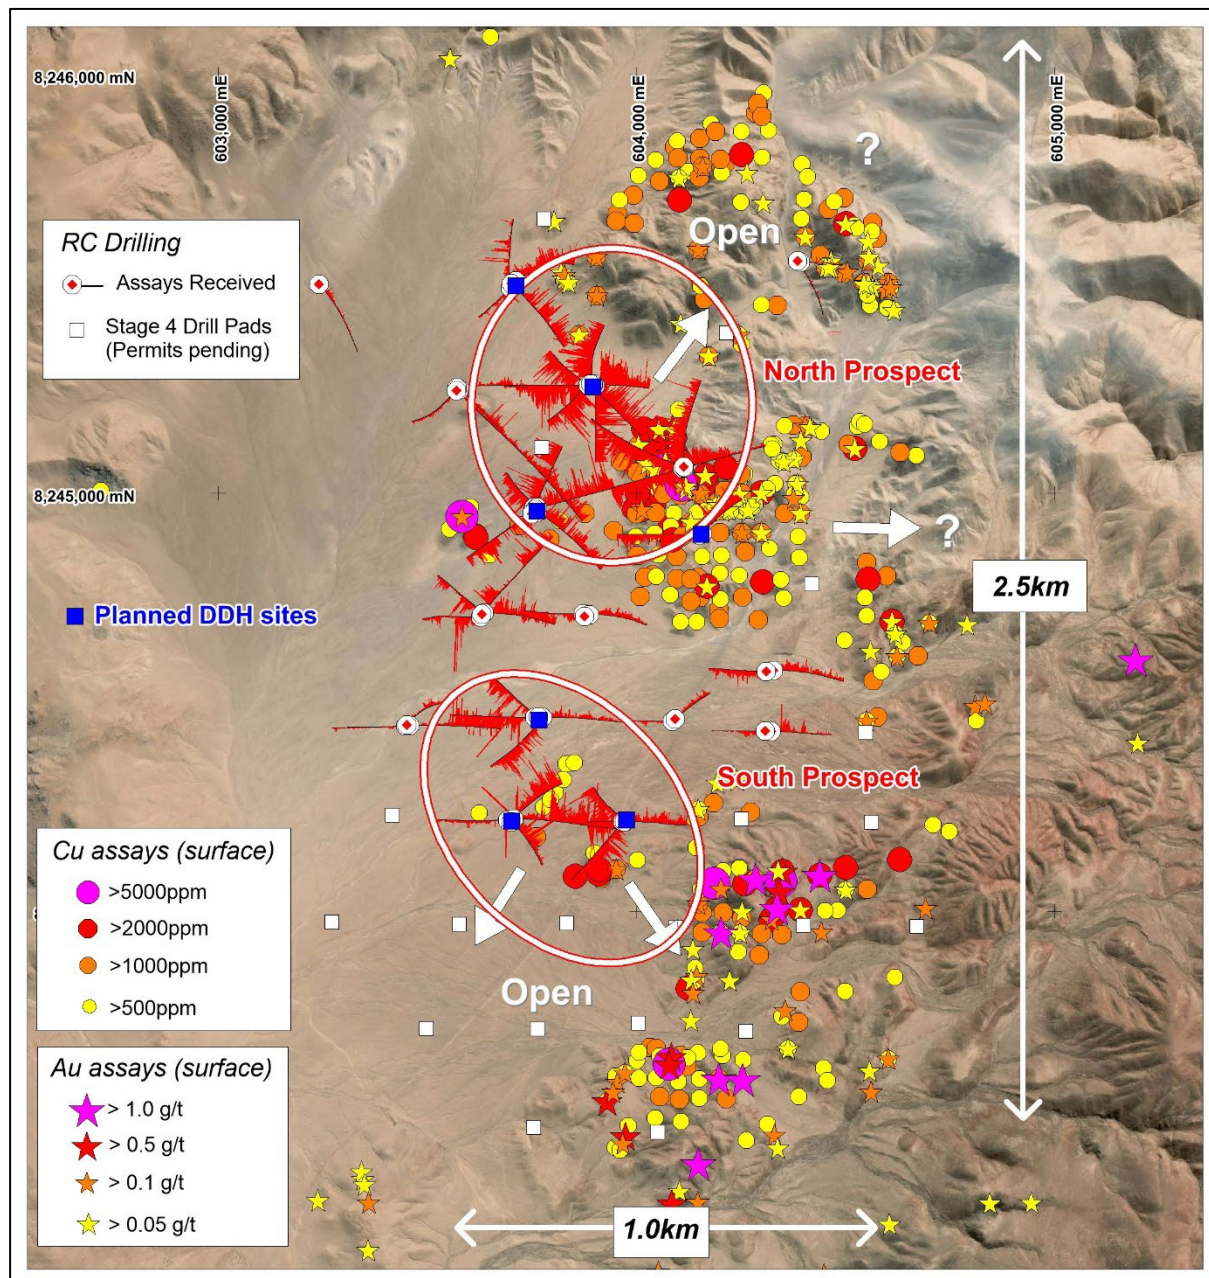 8,246,000 mN
603,000 mE
604,000 mE
605,000 mE
?
Open
RC Drilling
Assays Received
Stage 4 Drill Pads
(Permits pending)
North Prospect
8,245,000 mN
?
2.5km
Planned DDH sites
South Prospect
Cu assays (surface)
>5000ppm
>2000ppm
>1000ppm
>500ppm
Open
Au assays (surface)
> 1.0 g/t
> 0.5 g/t
> 0.1 g/t
> 0.05 g/t
1.0km